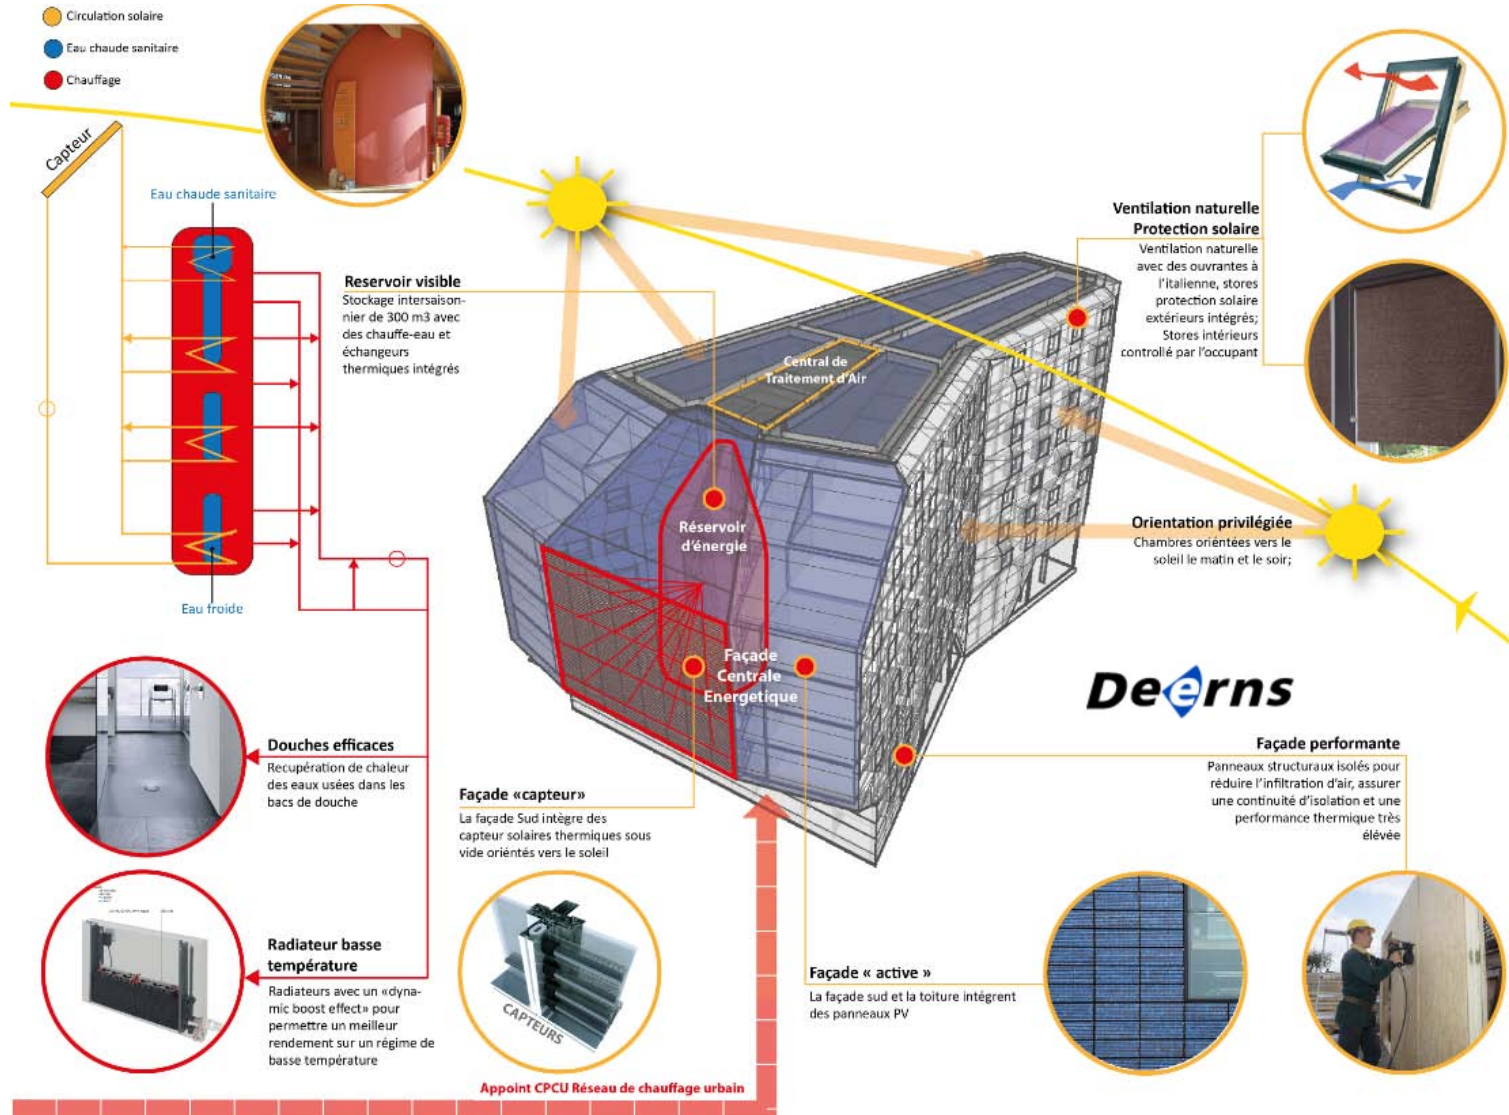 Circulation solaire
Eau chaude sanitaire
Chauffage
Capteur
Eau chaude sanitaire
Eau froide
Reservoir visible
Stockage intersaison-
nier de 300 m3 avec
des chauffe-eau et
échangeurs
thermiques intégrés
Central de
Traitement d'Air
Réservoir
d'énergie
Façade
Centrale
Energetique
Ventilation naturelle
Protection solaire
Ventilation naturelle
avec des ouvrantes à
l'italienne, stores
protection solaire
extérieurs intégrés;
Stores intérieurs
controllé par l'occupant
Orientation privilégiée
Chambres oriéntées vers le
soleil le matin et le soir;
Deerns
Douches efficaces
Recupération de chaleur
des eaux usées dans les
bacs de douche
Radiateur basse
température
Radiateurs avec un «dyna-
mic boost effect» pour
permettre un meilleur
rendement sur un régime de
basse température
Façade «capteur»
La façade Sud intègre des
capteur solaires thermiques sous
vide oriéntés vers le soleil
CAPTEURS
Façade « active »
La façade sud et la toiture intégrent
des panneaux PV
Façade performante
Panneaux structuraux isolés pour
réduire l'infiltration d'air, assurer
une continuité d'isolation et une
performance thermique très
élévée
Appoint CPCU Réseau de chauffage urbain